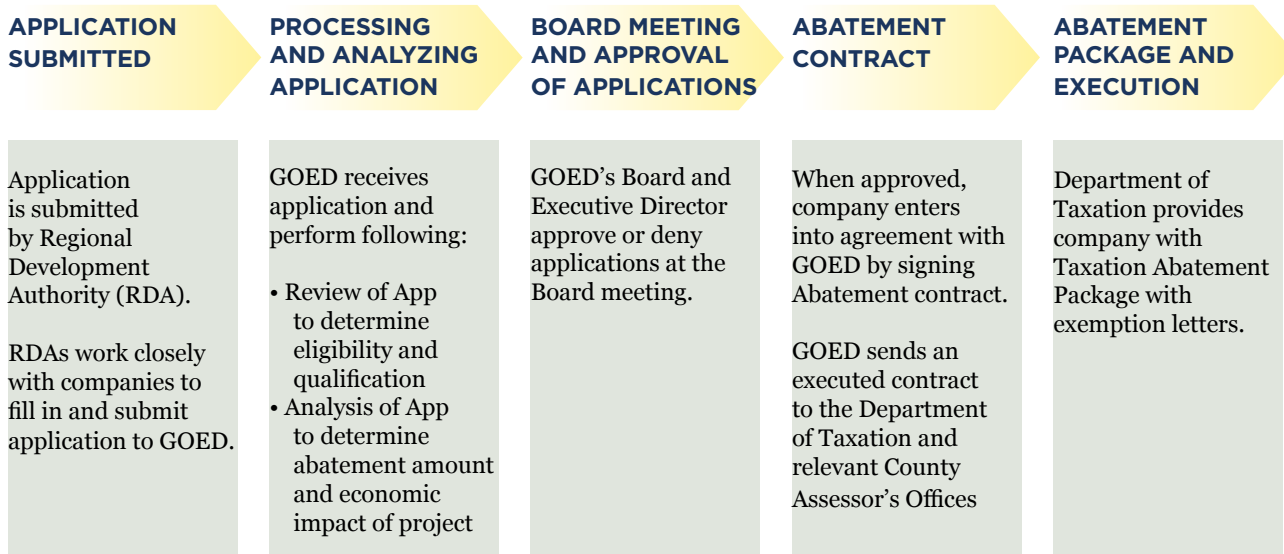 APPLICATION
SUBMITTED
Application
is submitted
by Regional
Development
Authority (RDA).
RDAs work closely
with companies to
fill in and submit
application to GOED.
PROCESSING
AND ANALYZING
APPLICATION
GOED receives
application and
perform following:
• Review of App
to determine
eligibility and
qualification
• Analysis of App
to determine
abatement amount
and economic
impact of project
BOARD MEETING
AND APPROVAL
OF APPLICATIONS
GOED’s Board and
Executive Director
approve or deny
applications at the
Board meeting.
ABATEMENT
CONTRACT
When approved,
company enters
into agreement with
GOED by signing
Abatement contract.
GOED sends an
executed contract
to the Department
of Taxation and
relevant County
Assessor’s Offices
ABATEMENT
PACKAGE AND
EXECUTION
Department of
Taxation provides
company with
Taxation Abatement
Package with
exemption letters.